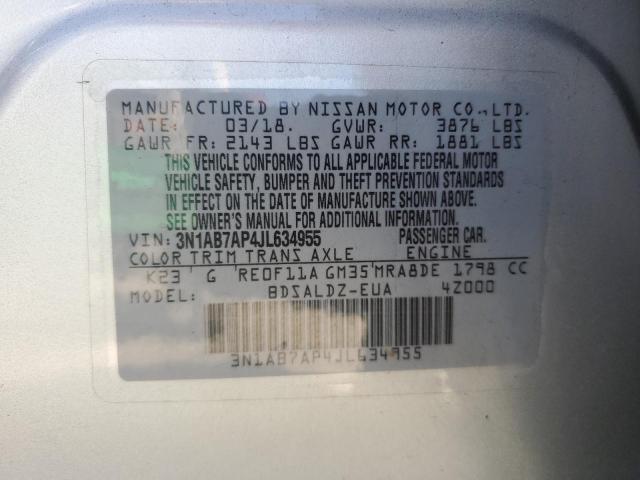 MANUFACTURED BY NISSAN MOTOR CO.,LTD.
DATE: 03/18. GVWR: 3876 LBS
GAWR FR: 2143 LBS GAWR RR: 1881 LBS
THIS VEHICLE CONFORMS TO ALL APPLICABLE FEDERAL MOTOR
VEHICLE SAFETY, BUMPER AND THEFT PREVENTION STANDARDS
IN EFFECT ON THE DATE OF MANUFACTURE SHOWN ABOVE.
SEE OWNER'S MANUAL FOR ADDITIONAL INFORMATION.
VIN: 3N1AB7AP4JL634955 PASSENGER CAR.
COLOR TRIM TRANS AXLE ENGINE
K23 G RE0F11A GM35 MRA8DE 1798 CC
MODEL: BDSALDZ-EUA 4Z000
3N1AB7AP4JL634955